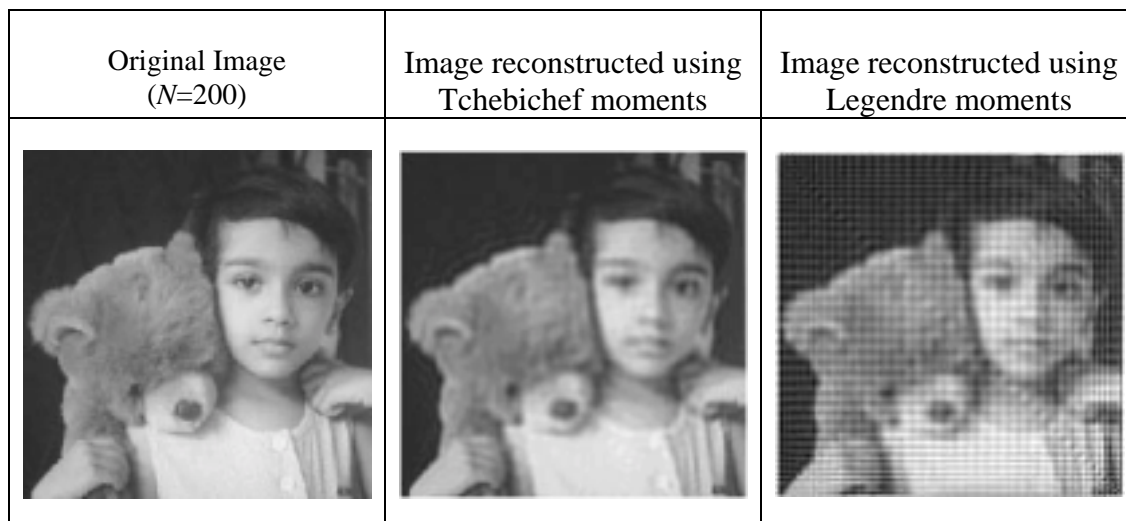 Original Image
(N=200)
Image reconstructed using
Tchebichef moments
Image reconstructed using
Legendre moments